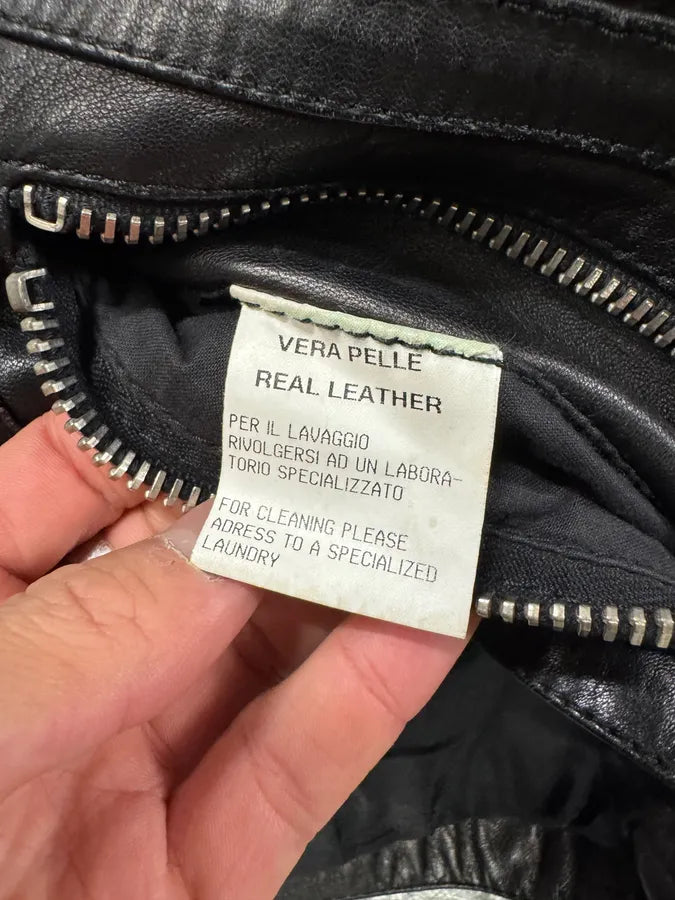 VERA PELLE
REAL LEATHER
PER IL LAVAGGIO
RIVOLGERSI AD UN LABORA-
TORIO SPECIALIZZATO
FOR CLEANING PLEASE
ADRESS TO A SPECIALIZED
LAUNDRY